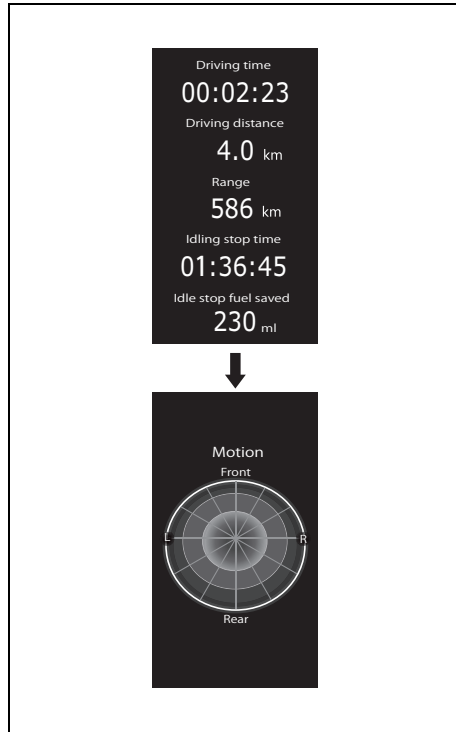 Driving time
00:02:23
Driving distance
4.0 km
Range
586 km
Idling stop time
01:36:45
Idle stop fuel saved
230 ml
Motion
Front
L R
Rear